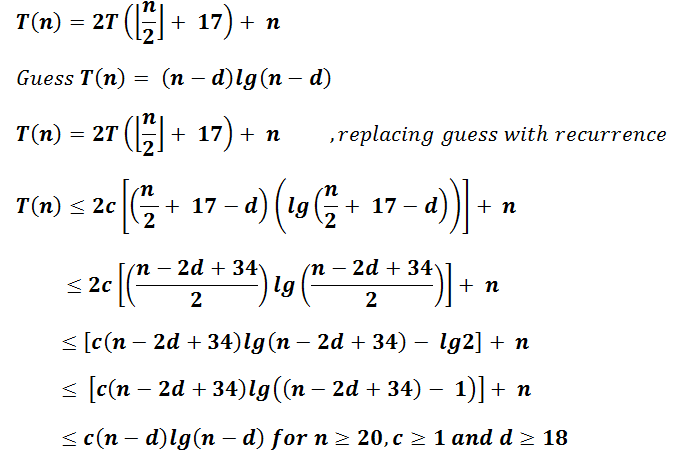 T(n) = 2T (⌊n/2⌋ + 17) + n
Guess T(n) = (n − d)lg(n − d)
T(n) = 2T (⌊n/2⌋ + 17) + n ,replacing guess with recurrence
T(n) ≤ 2c [(n/2 + 17 − d) (lg (n/2 + 17 − d))] + n
≤ 2c [((n − 2d + 34)/2) lg ((n − 2d + 34)/2)] + n
≤ [c(n − 2d + 34)lg(n − 2d + 34) − lg2] + n
≤ [c(n − 2d + 34)lg((n − 2d + 34) − 1)] + n
≤ c(n − d)lg(n − d) for n ≥ 20, c ≥ 1 and d ≥ 18